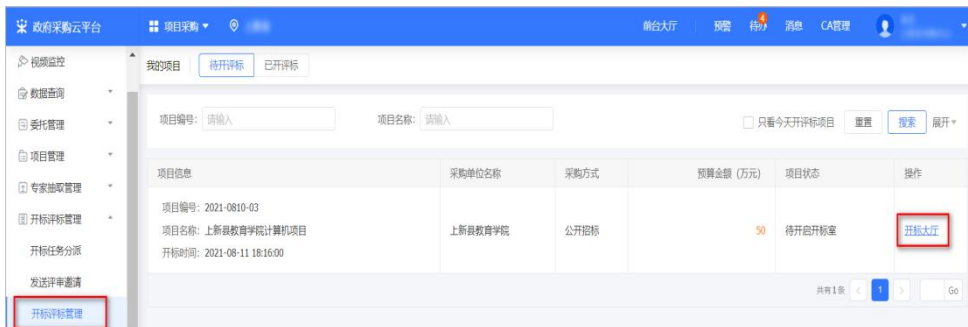 政府采购云平台
项目采购
前台大厅
预警
待办
4
消息
CA管理
视频监控
数据查询
委托管理
项目管理
专家抽取管理
开标评标管理
开标任务分派
发送评审邀请
开标评标管理
我的项目
待开评标
已开评标
项目编号: 请输入
项目名称: 请输入
只看今天开评标项目
重置
搜索
展开
项目信息
采购单位名称
采购方式
预算金额 (万元)
项目状态
操作
项目编号: 2021-0810-03
项目名称: 上新县教育学院计算机项目
开标时间: 2021-08-11 18:16:00
上新县教育学院
公开招标
50
待开启开标室
开标大厅
共有1条
<
1
>
Go